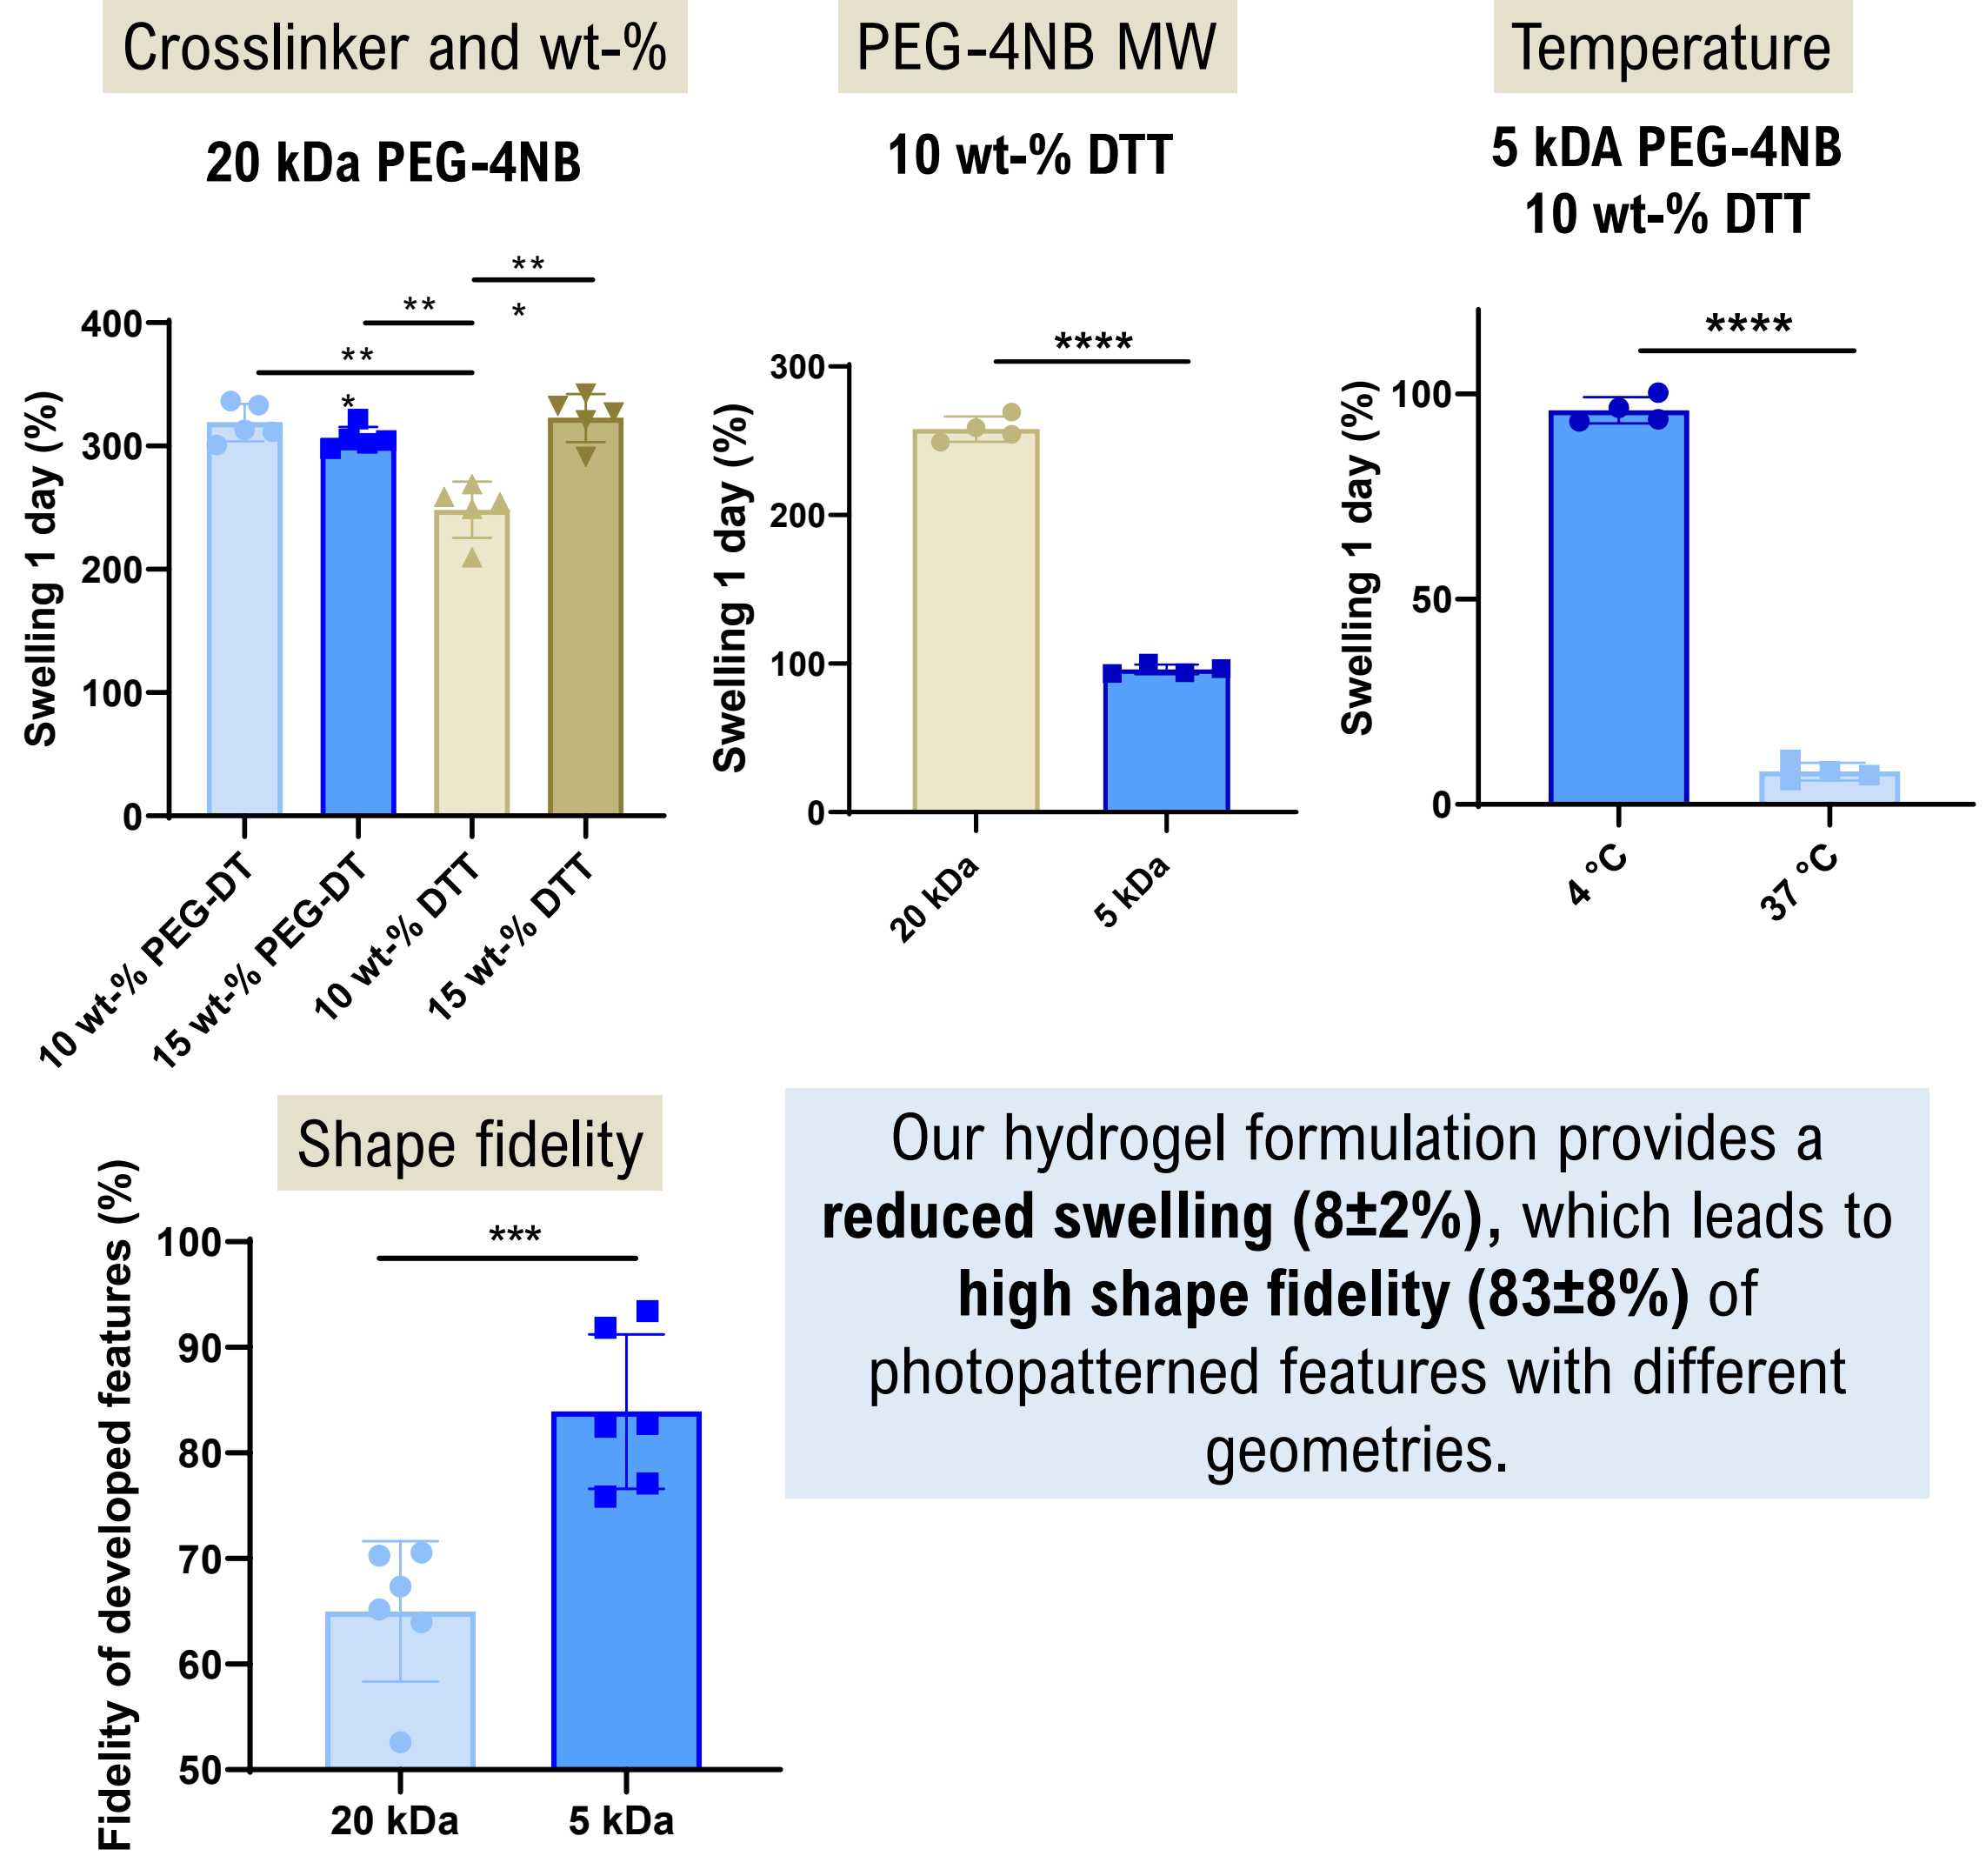 Crosslinker and wt-%
20 kDa PEG-4NB
**
*
**
**
*
Swelling 1 day (%)
400
300
200
100
0
10 wt-% PEG-DT
15 wt-% PEG-DT
10 wt-% DTT
15 wt-% DTT
PEG-4NB MW
10 wt-% DTT
****
Swelling 1 day (%)
300
200
100
0
20 kDa
5 kDa
Temperature
5 kDA PEG-4NB
10 wt-% DTT
****
Swelling 1 day (%)
100
50
0
4 °C
37 °C
Shape fidelity
***
Fidelity of developed features (%)
100
90
80
70
60
50
20 kDa
5 kDa
Our hydrogel formulation provides a
reduced swelling (8±2%), which leads to
high shape fidelity (83±8%) of
photopatterned features with different
geometries.